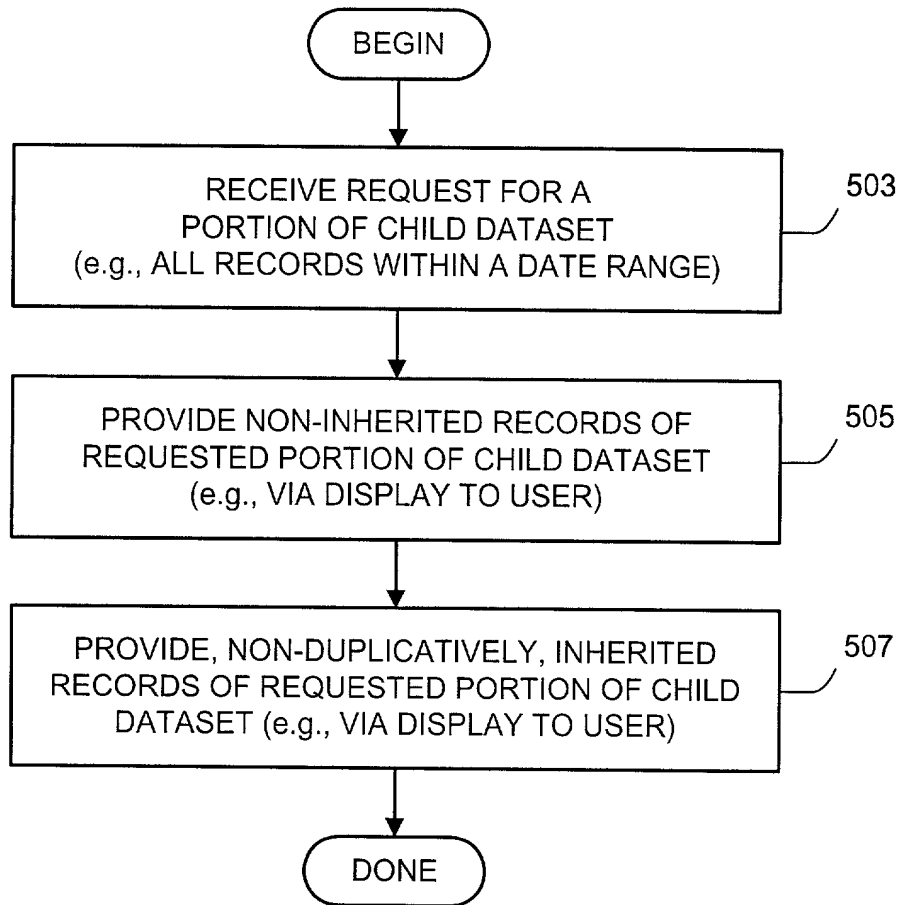 BEGIN
RECEIVE REQUEST FOR A
PORTION OF CHILD DATASET
(e.g., ALL RECORDS WITHIN A DATE RANGE)
503
PROVIDE NON-INHERITED RECORDS OF
REQUESTED PORTION OF CHILD DATASET
(e.g., VIA DISPLAY TO USER)
505
PROVIDE, NON-DUPLICATIVELY, INHERITED
RECORDS OF REQUESTED PORTION OF CHILD
DATASET (e.g., VIA DISPLAY TO USER)
507
DONE